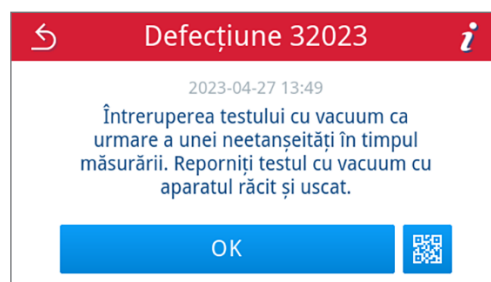 Defecțiune 32023
i
2023-04-27 13:49
Întreruperea testului cu vacuum ca
urmare a unei neetanșeități în timpul
măsurării. Reporniți testul cu vacuum cu
aparatul răcit și uscat.
OK